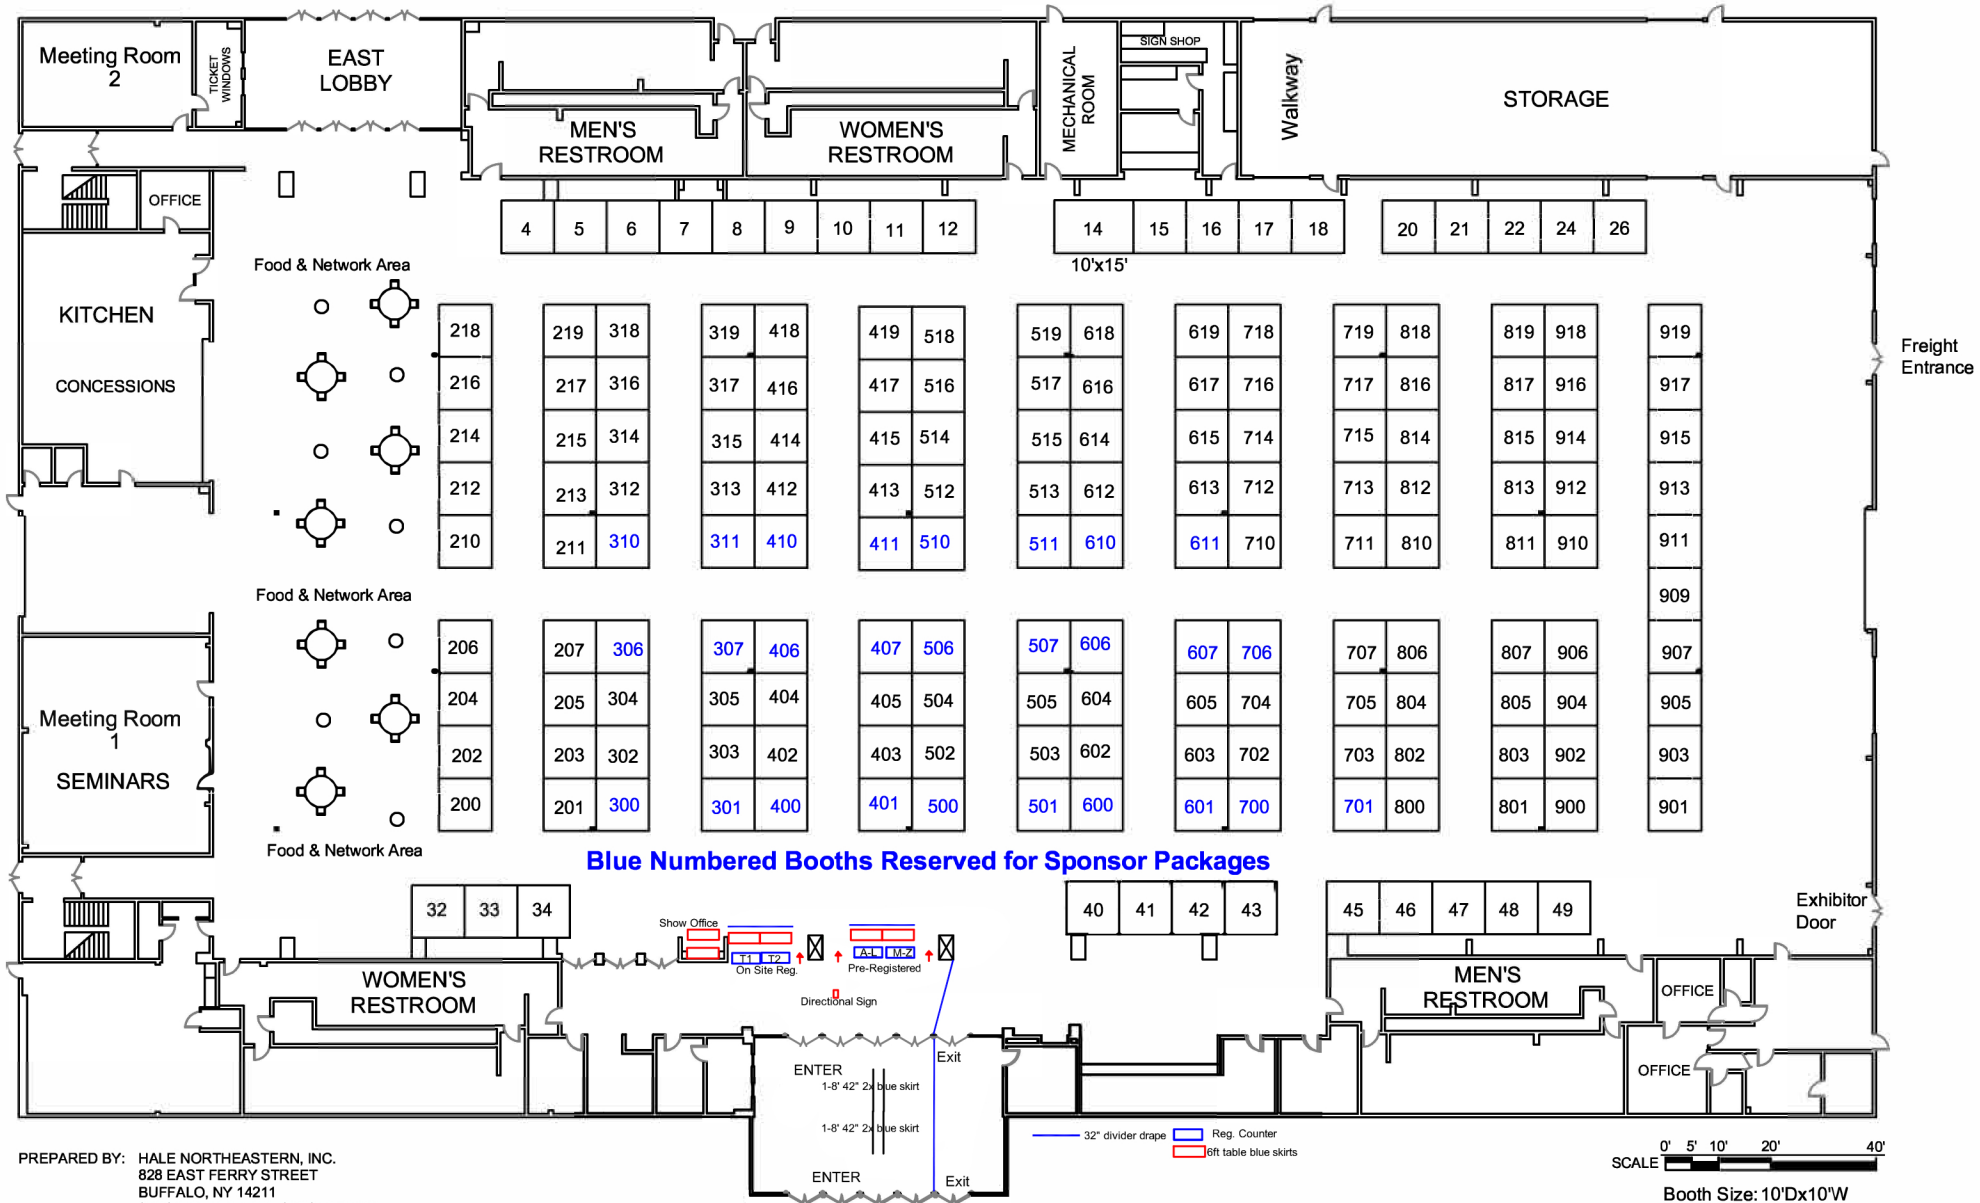 Meeting Room
2
TICKET
WINDOWS
EAST
LOBBY
MEN'S
RESTROOM
WOMEN'S
RESTROOM
MECHANICAL
ROOM
SIGN SHOP
Walkway
STORAGE
OFFICE
4 5 6 7 8 9 10 11 12 14 15 16 17 18 20 21 22 24 26
10'x15'
Food & Network Area
KITCHEN
CONCESSIONS
218 219 318 319 418 419 518 519 618 619 718 719 818 819 918 919
216 217 316 317 416 417 516 517 616 617 716 717 816 817 916 917
214 215 314 315 414 415 514 515 614 615 714 715 814 815 914 915
212 213 312 313 412 413 512 513 612 613 712 713 812 813 912 913
210 211 310 311 410 411 510 511 610 611 710 711 810 811 910 911
Freight
Entrance
Food & Network Area
909
206 207 306 307 406 407 506 507 606 607 706 707 806 807 906 907
204 205 304 305 404 405 504 505 604 605 704 705 804 805 904 905
202 203 302 303 402 403 502 503 602 603 702 703 802 803 902 903
200 201 300 301 400 401 500 501 600 601 700 701 800 801 900 901
Meeting Room
1
SEMINARS
Food & Network Area
Blue Numbered Booths Reserved for Sponsor Packages
32 33 34 40 41 42 43 45 46 47 48 49
Exhibitor
Door
Show Office
T1 T2
On Site Reg.
A-L M-Z
Pre-Registered
Directional Sign
WOMEN'S
RESTROOM
MEN'S
RESTROOM
OFFICE
OFFICE
Exit
ENTER
1-8' 42" 2x blue skirt
1-8' 42" 2x blue skirt
ENTER
Exit
32" divider drape
Reg. Counter
6ft table blue skirts
PREPARED BY: HALE NORTHEASTERN, INC.
828 EAST FERRY STREET
BUFFALO, NY 14211
0' 5' 10' 20' 40'
SCALE
Booth Size: 10'Dx10'W